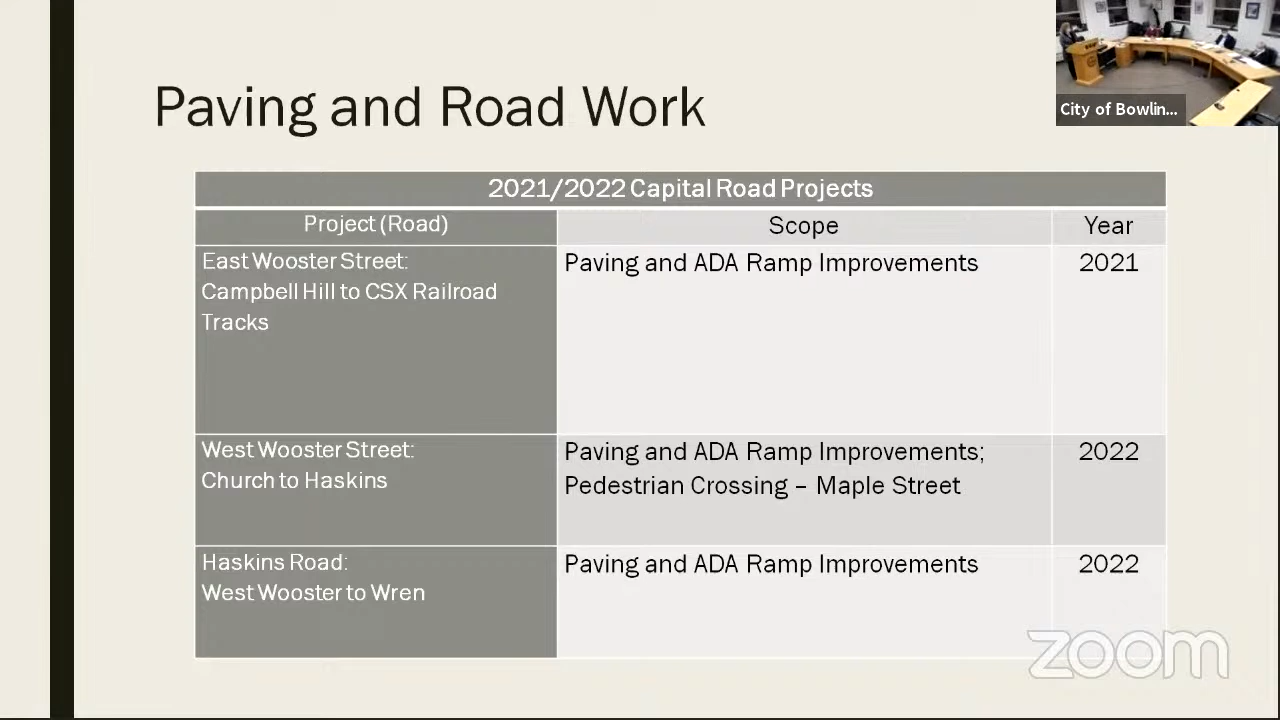 Paving and Road Work
City of Bowlin...
2021/2022 Capital Road Projects
Project (Road)
Scope
Year
East Wooster Street:
Campbell Hill to CSX Railroad
Tracks
Paving and ADA Ramp Improvements
2021
West Wooster Street:
Church to Haskins
Paving and ADA Ramp Improvements;
Pedestrian Crossing – Maple Street
2022
Haskins Road:
West Wooster to Wren
Paving and ADA Ramp Improvements
2022
zoom